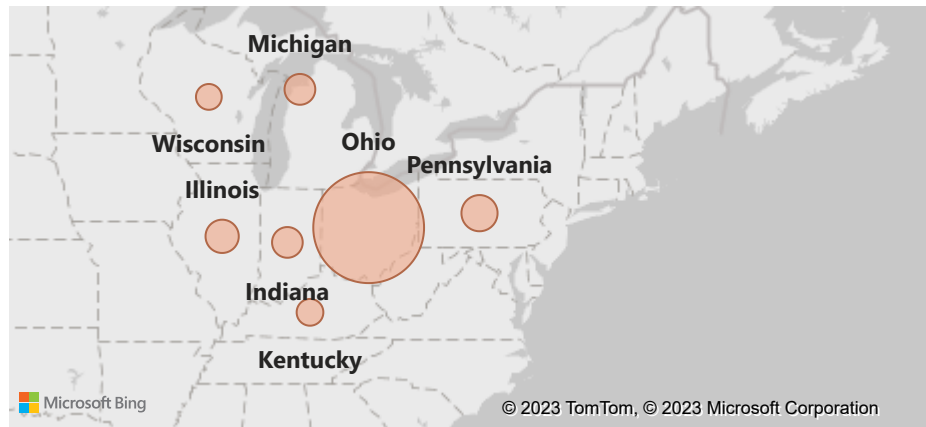 Michigan
Wisconsin
Ohio
Pennsylvania
Illinois
Indiana
Kentucky
Microsoft Bing
© 2023 TomTom, © 2023 Microsoft Corporation